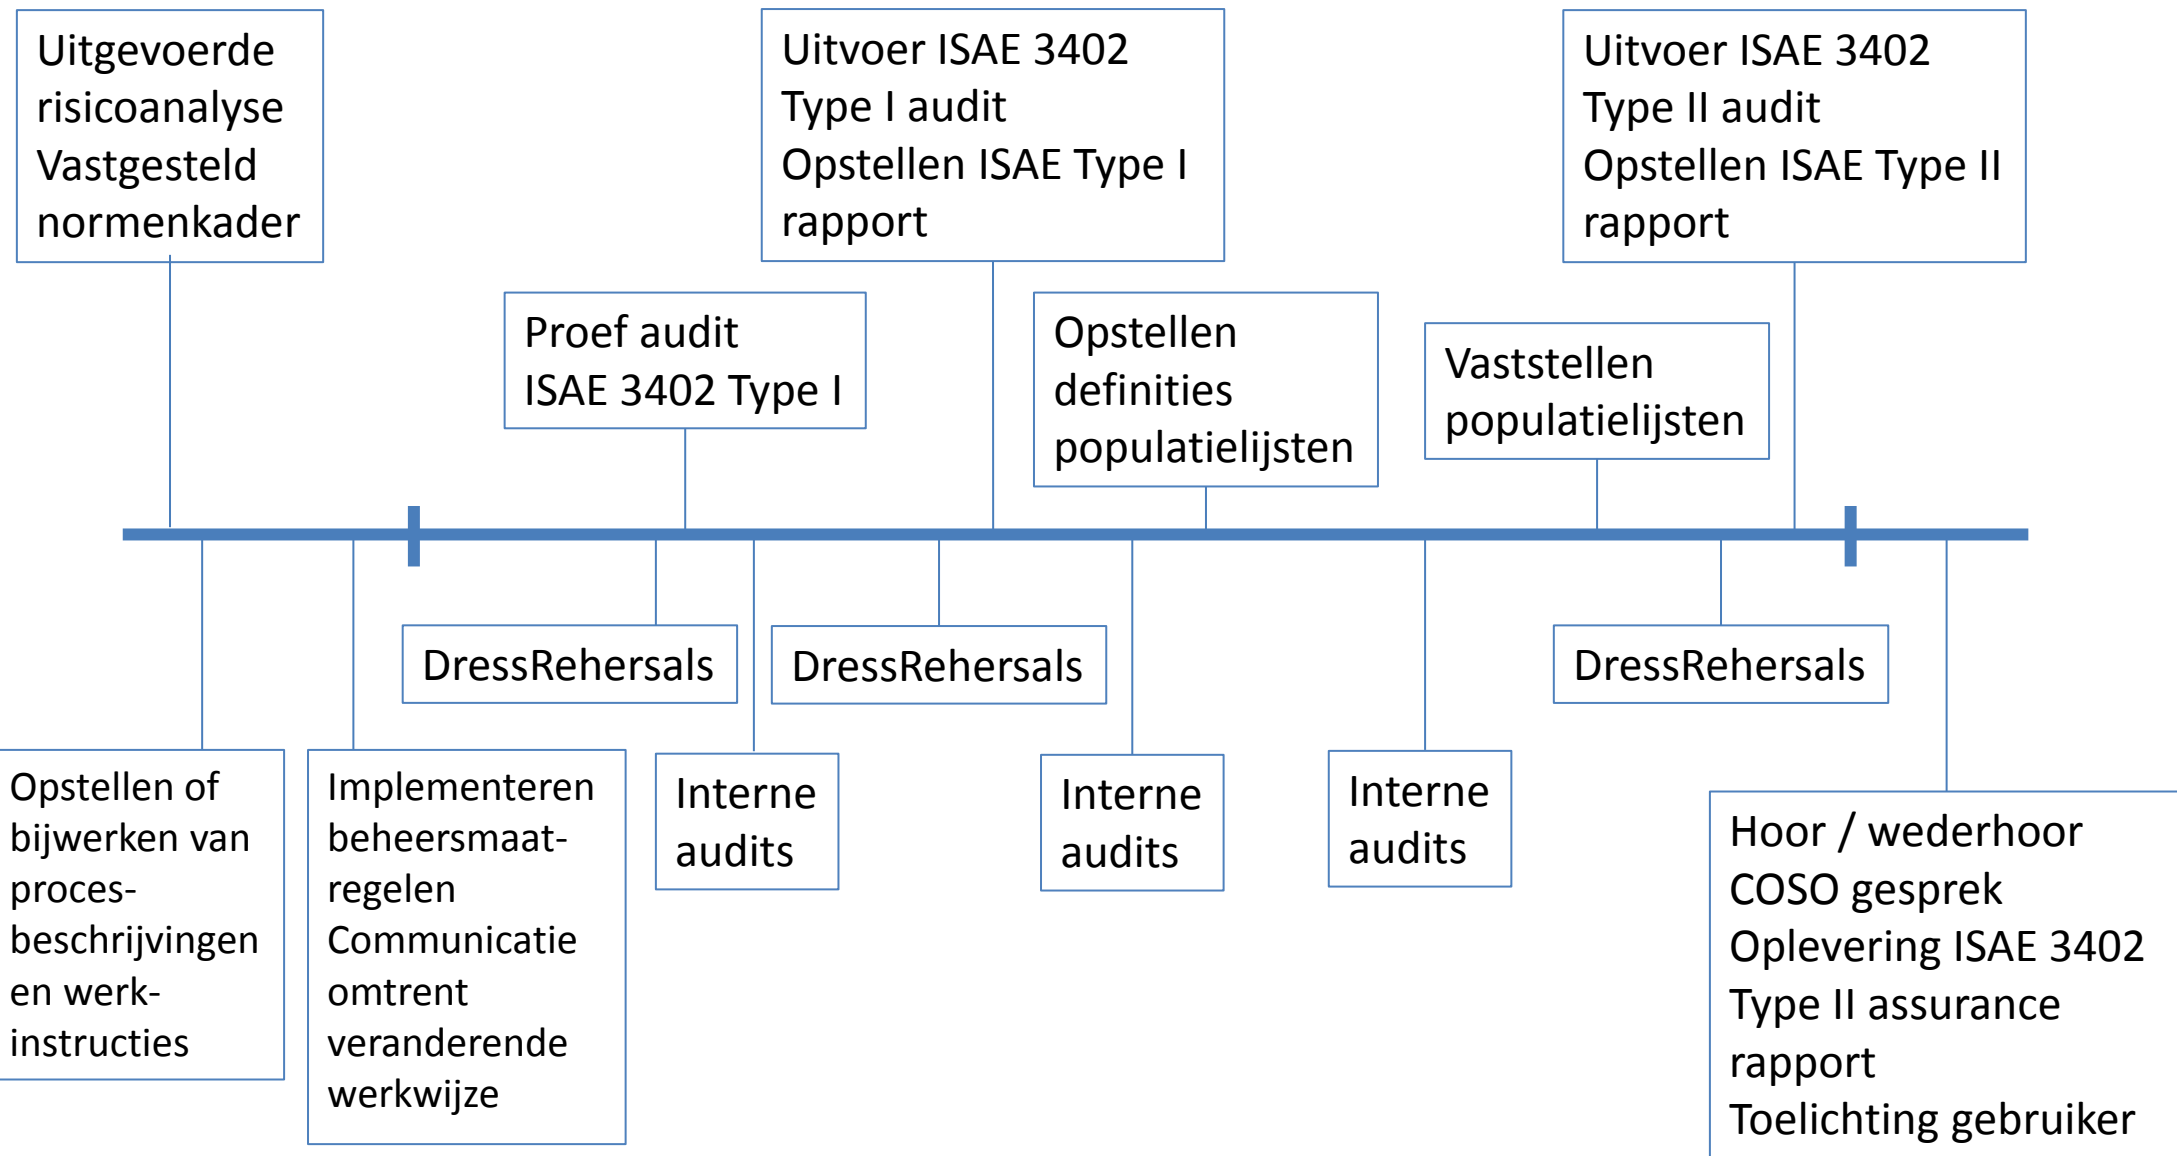 Uitgevoerde
risicoanalyse
Vastgesteld
normenkader
Uitvoer ISAE 3402
Type I audit
Opstellen ISAE Type I
rapport
Uitvoer ISAE 3402
Type II audit
Opstellen ISAE Type II
rapport
Proef audit
ISAE 3402 Type I
Opstellen
definities
populatielijsten
Vaststellen
populatielijsten
DressRehersals
DressRehersals
DressRehersals
Opstellen of
bijwerken van
proces-
beschrijvingen
en werk-
instructies
Implementeren
beheersmaat-
regelen
Communicatie
omtrent
veranderende
werkwijze
Interne
audits
Interne
audits
Interne
audits
Hoor / wederhoor
COSO gesprek
Oplevering ISAE 3402
Type II assurance
rapport
Toelichting gebruiker